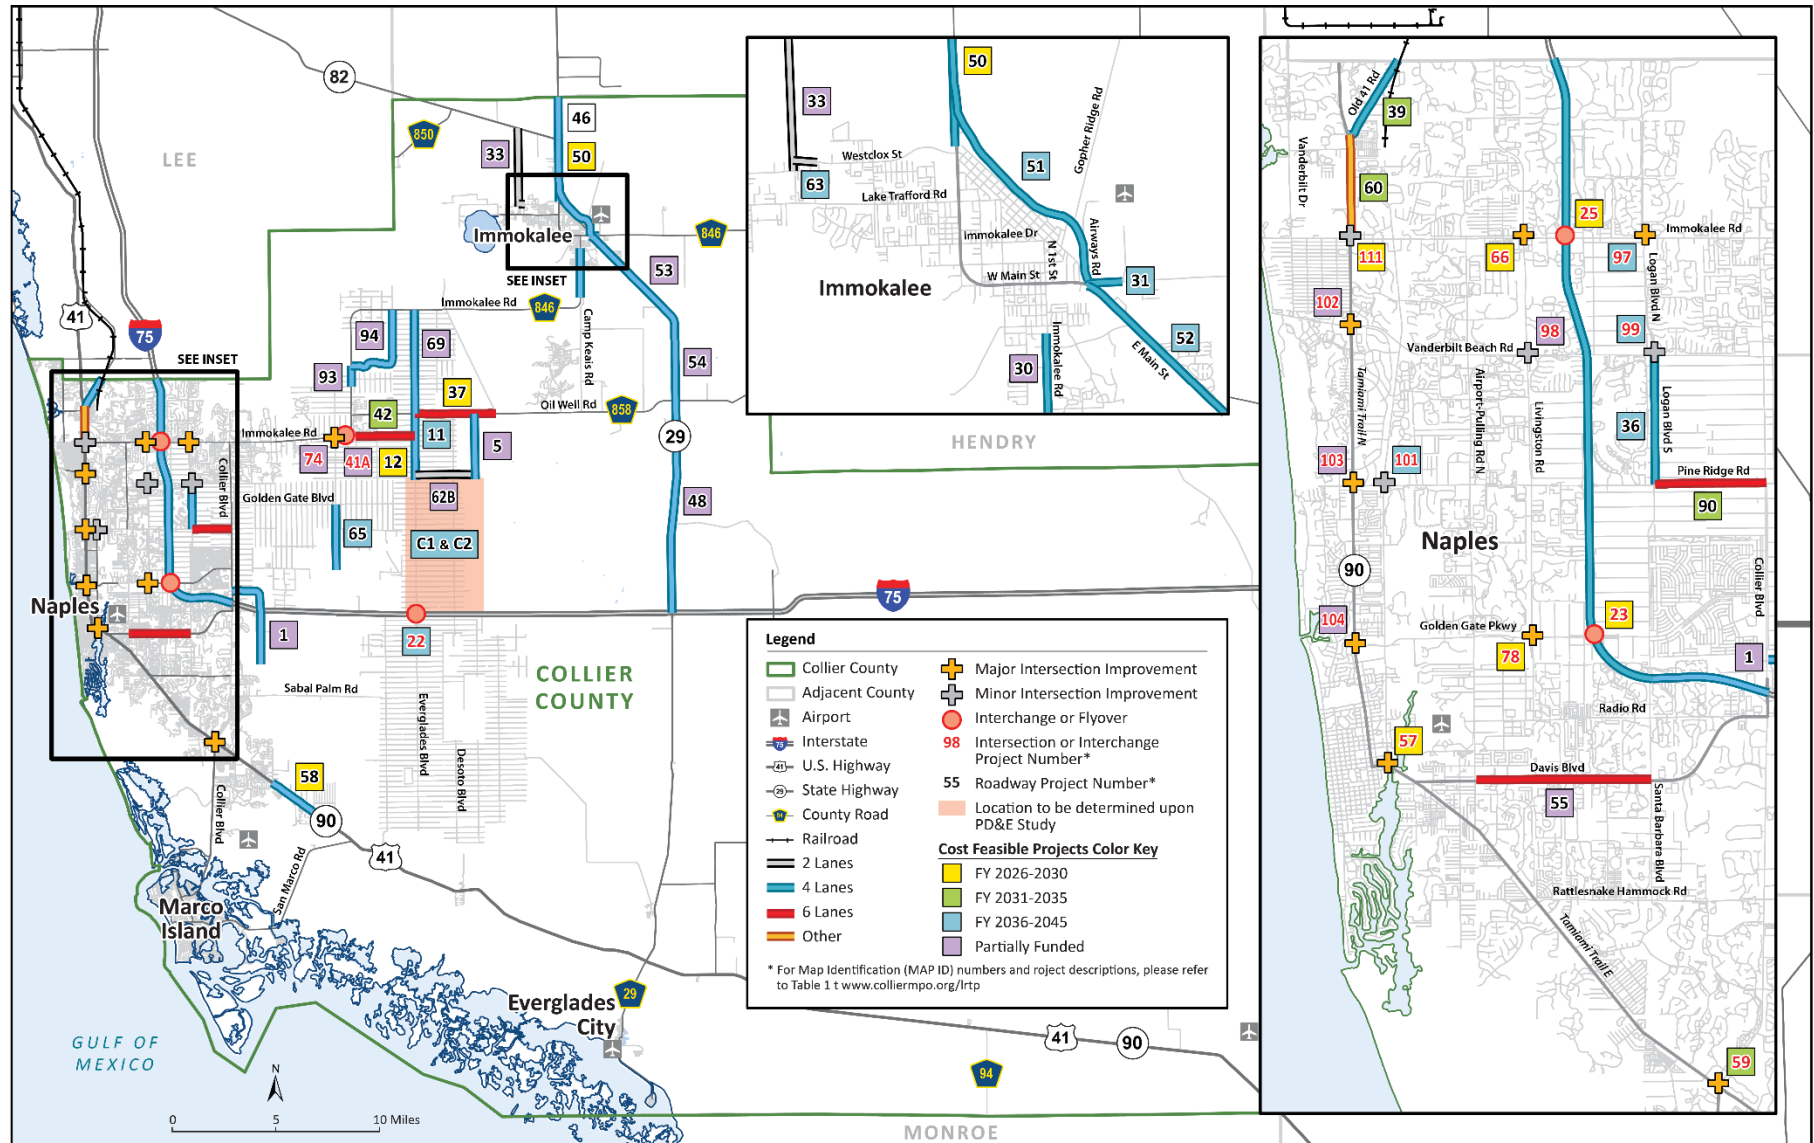 82
LEE
850
33
46
50
Immokalee
SEE INSET
846
53
Immokalee Rd
846
41
75
SEE INSET
94
69
93
37
54
Camp Keais Rd
Oil Well Rd
858
42
Immokalee Rd
11
5
29
74
41A
12
Collier Blvd
Golden Gate Blvd
62B
48
65
C1 & C2
Naples
75
1
22
COLLIER
COUNTY
Sabal Palm Rd
Everglades Blvd
Desoto Blvd
58
90
Collier Blvd
41
San Marco Rd
Marco
Island
Everglades
City
29
GULF OF
MEXICO
N
0 5 10 Miles
41
90
94
MONROE
HENDRY
50
33
Gopher Ridge Rd
Westclox St
51
63
Lake Trafford Rd
Immokalee Dr
N 1st St
Airways Rd
W Main St
31
Immokalee
52
30
Immokalee Rd
E Main St
Legend
Collier County
Adjacent County
Airport
75
Interstate
41
U.S. Highway
29
State Highway
94
County Road
Railroad
2 Lanes
4 Lanes
6 Lanes
Other
Major Intersection Improvement
Minor Intersection Improvement
Interchange or Flyover
98 Intersection or Interchange
Project Number*
55 Roadway Project Number*
Location to be determined upon
PD&E Study
Cost Feasible Projects Color Key
FY 2026-2030
FY 2031-2035
FY 2036-2045
Partially Funded
* For Map Identification (MAP ID) numbers and roject descriptions, please refer
to Table 1 t www.colliermpo.org/lrtp
Old 41 Rd
39
Vanderbilt Dr
60
25
Immokalee Rd
111
66
97
Logan Blvd N
102
98
99
Vanderbilt Beach Rd
Tamiami Trail N
Airport-Pulling Rd N
Livingston Rd
36
Logan Blvd S
103
101
Pine Ridge Rd
90
Naples
90
Collier Blvd
104
Golden Gate Pkwy
23
78
1
Radio Rd
57
Davis Blvd
55
Santa Barbara Blvd
Rattlesnake Hammock Rd
Tamiami Trail E
59